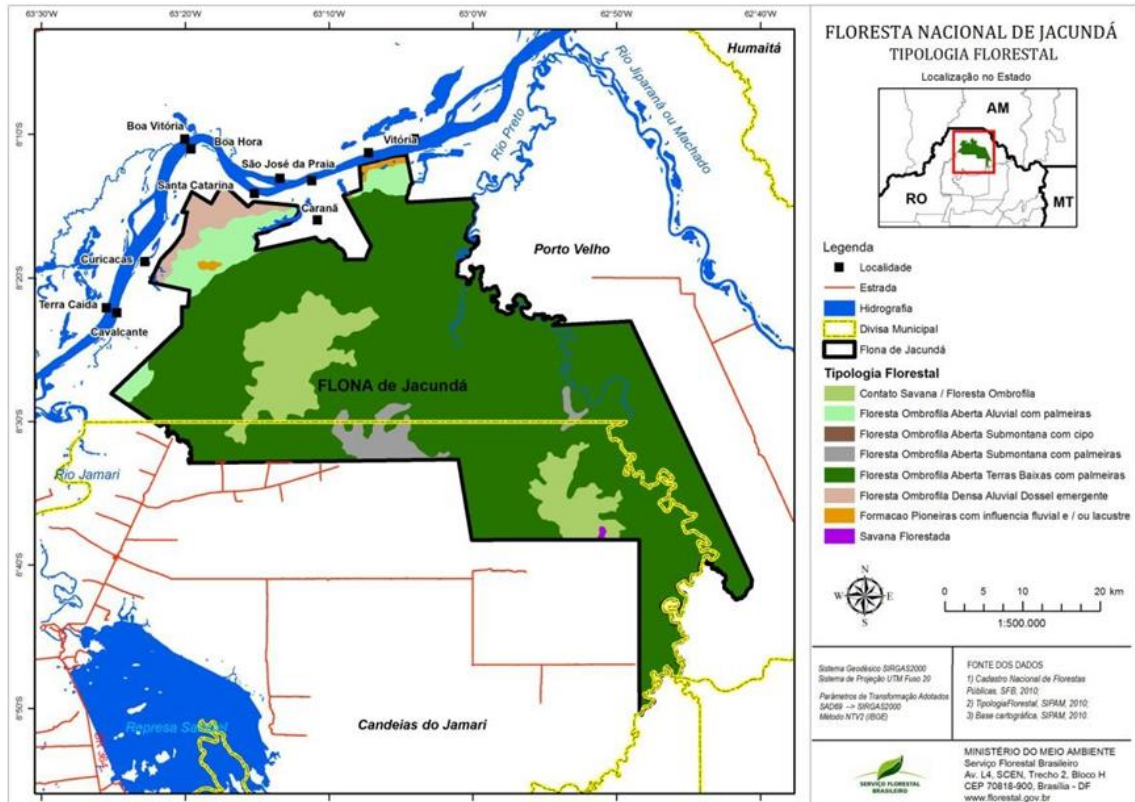 63°30'W
63°20'W
63°10'W
63°0'W
62°50'W
62°40'W
8°10'S
8°20'S
8°30'S
8°40'S
8°50'S
Humaitá
Rio Jiparaná ou Machado
Rio Preto
Boa Vitória
Boa Hora
Vitória
São José da Praia
Santa Catarina
Caranã
Porto Velho
Curicacas
Terra Caida
Cavalcante
FLONA de Jacundá
Rio Jamari
Candeias do Jamari
Represa Samuel
BR 364
FLORESTA NACIONAL DE JACUNDÁ
TIPOLOGIA FLORESTAL
Localização no Estado
AM
RO
MT
Legenda
Localidade
Estrada
Hidrografia
Divisa Municipal
Flona de Jacundá
Tipologia Florestal
Contato Savana / Floresta Ombrofila
Floresta Ombrofila Aberta Aluvial com palmeiras
Floresta Ombrofila Aberta Submontana com cipo
Floresta Ombrofila Aberta Submontana com palmeiras
Floresta Ombrofila Aberta Terras Baixas com palmeiras
Floresta Ombrofila Densa Aluvial Dossel emergente
Formacao Pioneiras com influencia fluvial e / ou lacustre
Savana Florestada
N
W E
S
0 5 10 20 km
1:500.000
Sistema Geodésico SIRGAS2000
Sistema de Projeção UTM Fuso 20
Parâmetros de Transformação Adotados
SAD69 --> SIRGAS2000
Método NTV2 (IBGE)
FONTE DOS DADOS
1) Cadastro Nacional de Florestas
Públicas, SFB, 2010;
2) TipologiaFlorestal, SIPAM, 2010;
3) Base cartográfica, SIPAM, 2010.
SERVIÇO FLORESTAL
BRASILEIRO
MINISTÉRIO DO MEIO AMBIENTE
Serviço Florestal Brasileiro
Av. L4, SCEN, Trecho 2, Bloco H
CEP 70818-900, Brasília - DF
www.florestal.gov.br